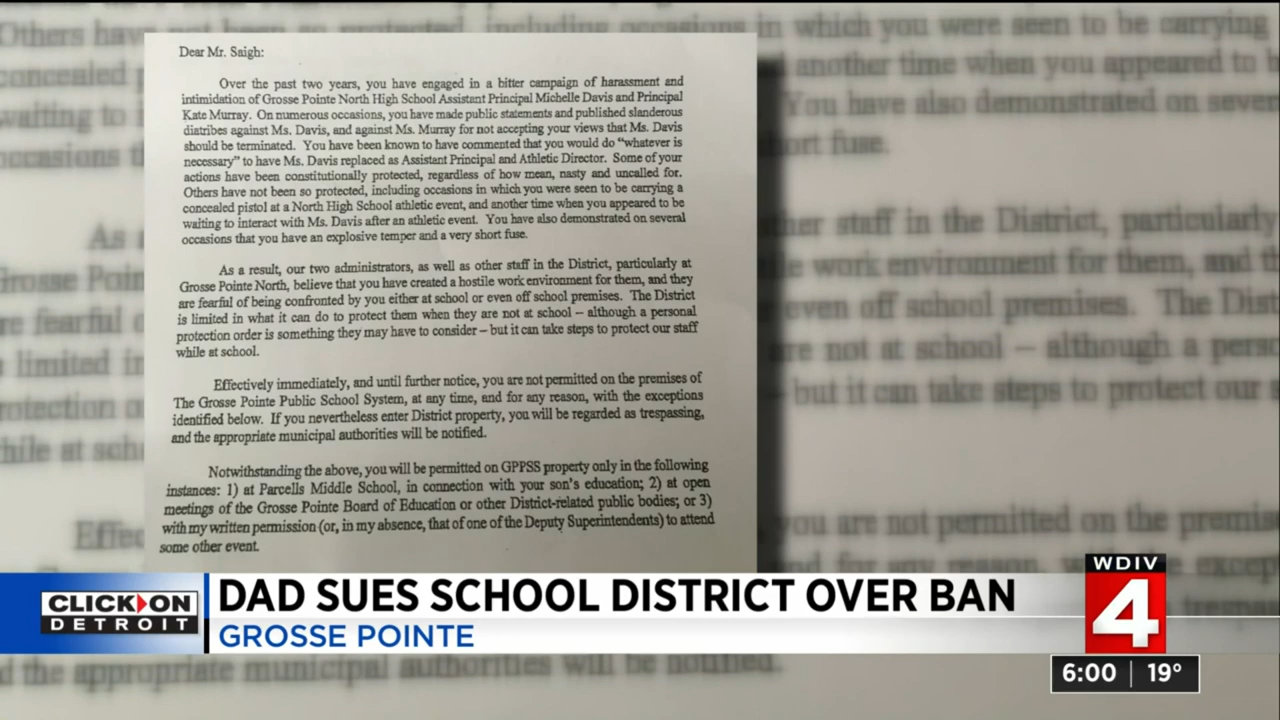 Dear Mr. Saigh:
Over the past two years, you have engaged in a bitter campaign of harassment and
intimidation of Grosse Pointe North High School Assistant Principal Michelle Davis and Principal
Kate Murray. On numerous occasions, you have made public statements and published slanderous
diatribes against Ms. Davis, and against Ms. Murray for not accepting your views that Ms. Davis
should be terminated. You have been known to have commented that you would do “whatever is
necessary” to have Ms. Davis replaced as Assistant Principal and Athletic Director. Some of your
actions have been constitutionally protected, regardless of how mean, nasty and uncalled for.
Others have not been so protected, including occasions in which you were seen to be carrying a
concealed pistol at a North High School athletic event, and another time when you appeared to be
waiting to interact with Ms. Davis after an athletic event. You have also demonstrated on several
occasions that you have an explosive temper and a very short fuse.
As a result, our two administrators, as well as other staff in the District, particularly at
Grosse Pointe North, believe that you have created a hostile work environment for them, and they
are fearful of being confronted by you either at school or even off school premises. The District
is limited in what it can do to protect them when they are not at school – although a personal
protection order is something they may have to consider – but it can take steps to protect our staff
while at school.
Effectively immediately, and until further notice, you are not permitted on the premises of
The Grosse Pointe Public School System, at any time, and for any reason, with the exceptions
identified below. If you nevertheless enter District property, you will be regarded as trespassing,
and the appropriate municipal authorities will be notified.
Notwithstanding the above, you will be permitted on GPPSS property only in the following
instances: 1) at Parcells Middle School, in connection with your son's education; 2) at open
meetings of the Grosse Pointe Board of Education or other District-related public bodies; or 3)
with my written permission (or, in my absence, that of one of the Deputy Superintendents) to attend
some other event.
CLICK ON
DETROIT
DAD SUES SCHOOL DISTRICT OVER BAN
GROSSE POINTE
WDIV
4
6:00 19°